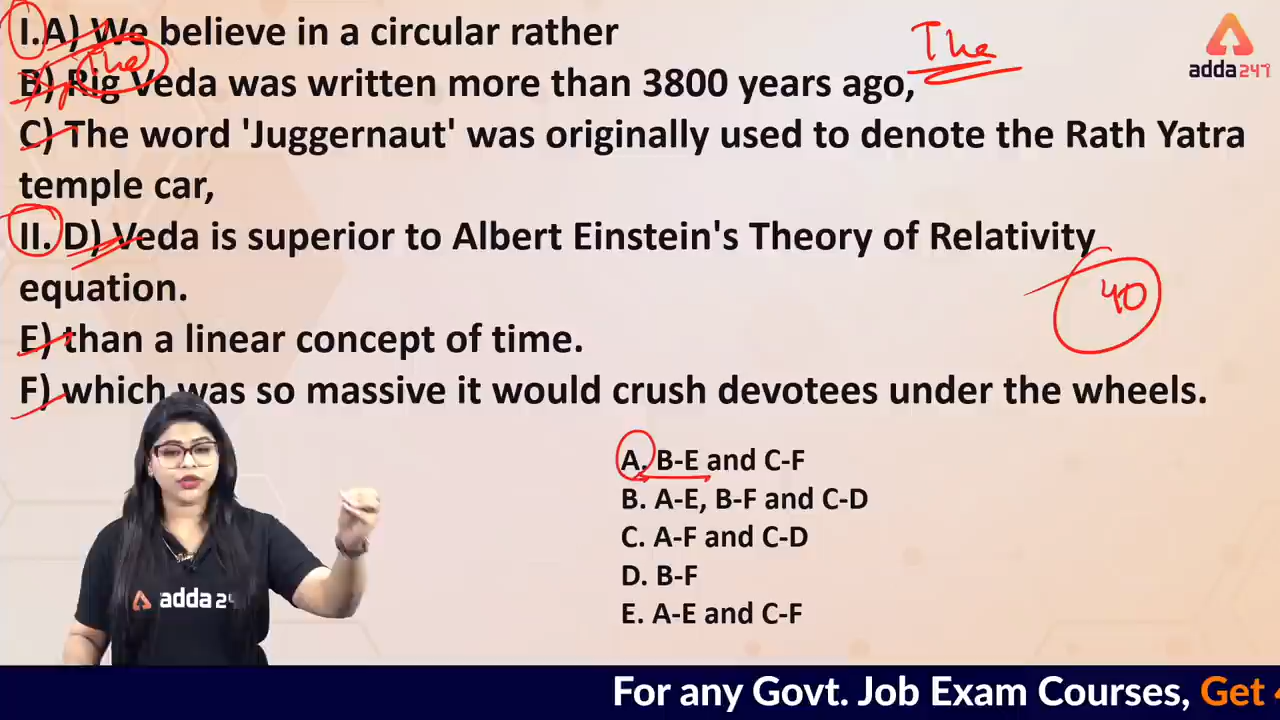 I.A) We believe in a circular rather
The
The
B) Rig Veda was written more than 3800 years ago,
adda247
C) The word 'Juggernaut' was originally used to denote the Rath Yatra
temple car,
II. D) Veda is superior to Albert Einstein's Theory of Relativity
equation.
40
E) than a linear concept of time.
F) which was so massive it would crush devotees under the wheels.
A. B-E and C-F
B. A-E, B-F and C-D
C. A-F and C-D
D. B-F
E. A-E and C-F
adda24
For any Govt. Job Exam Courses, Get